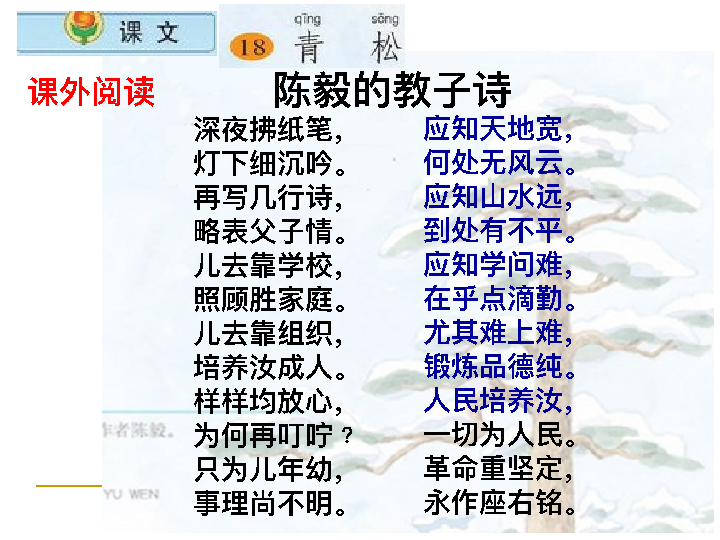 课文
qīng sōng
18 青 松
课外阅读
陈毅的教子诗
深夜拂纸笔，
灯下细沉吟。
再写几行诗，
略表父子情。
儿去靠学校，
照顾胜家庭。
儿去靠组织，
培养汝成人。
样样均放心，
为何再叮咛？
只为儿年幼，
事理尚不明。
应知天地宽，
何处无风云。
应知山水远，
到处有不平。
应知学问难，
在乎点滴勤。
尤其难上难，
锻炼品德纯。
人民培养汝，
一切为人民。
革命重坚定，
永作座右铭。
作者陈毅。
YU WEN